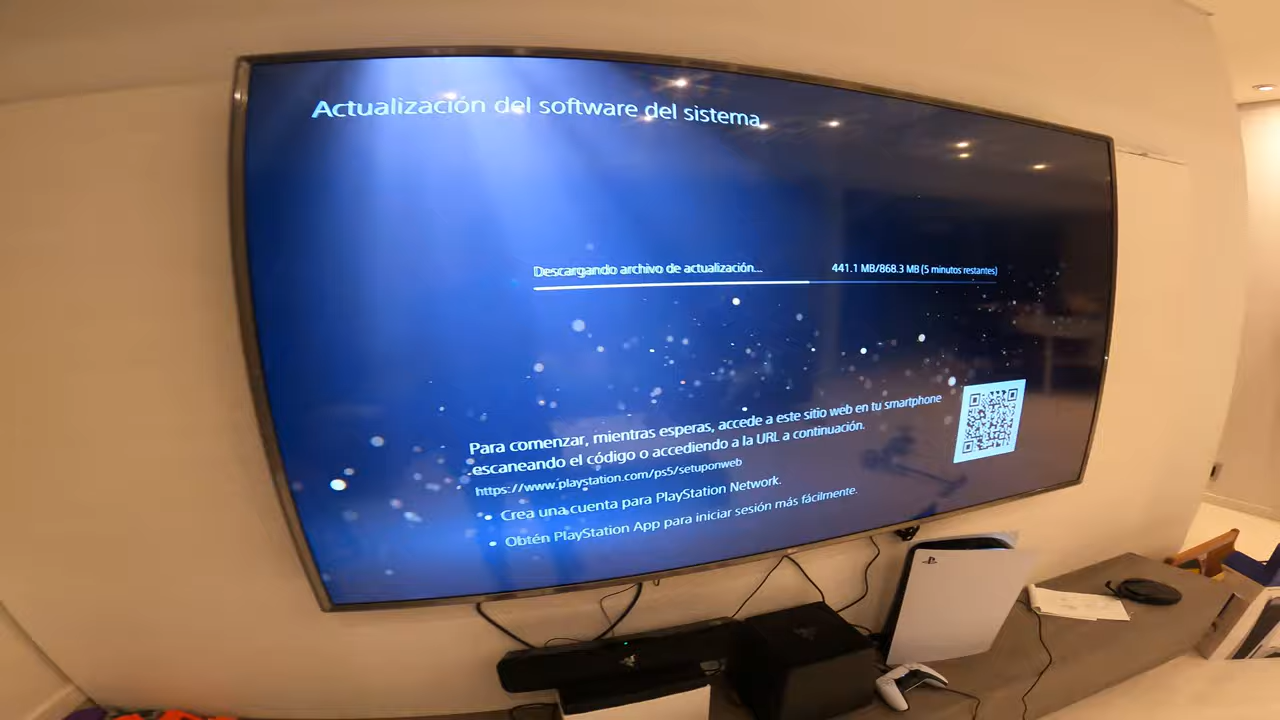 Actualización del software del sistema
Descargando archivo de actualización... 441.1 MB/868.3 MB (5 minutos restantes)
Para comenzar, mientras esperas, accede a este sitio web en tu smartphone
escaneando el código o accediendo a la URL a continuación.
https://www.playstation.com/ps5/setuponweb
• Crea una cuenta para PlayStation Network.
• Obtén PlayStation App para iniciar sesión más fácilmente.